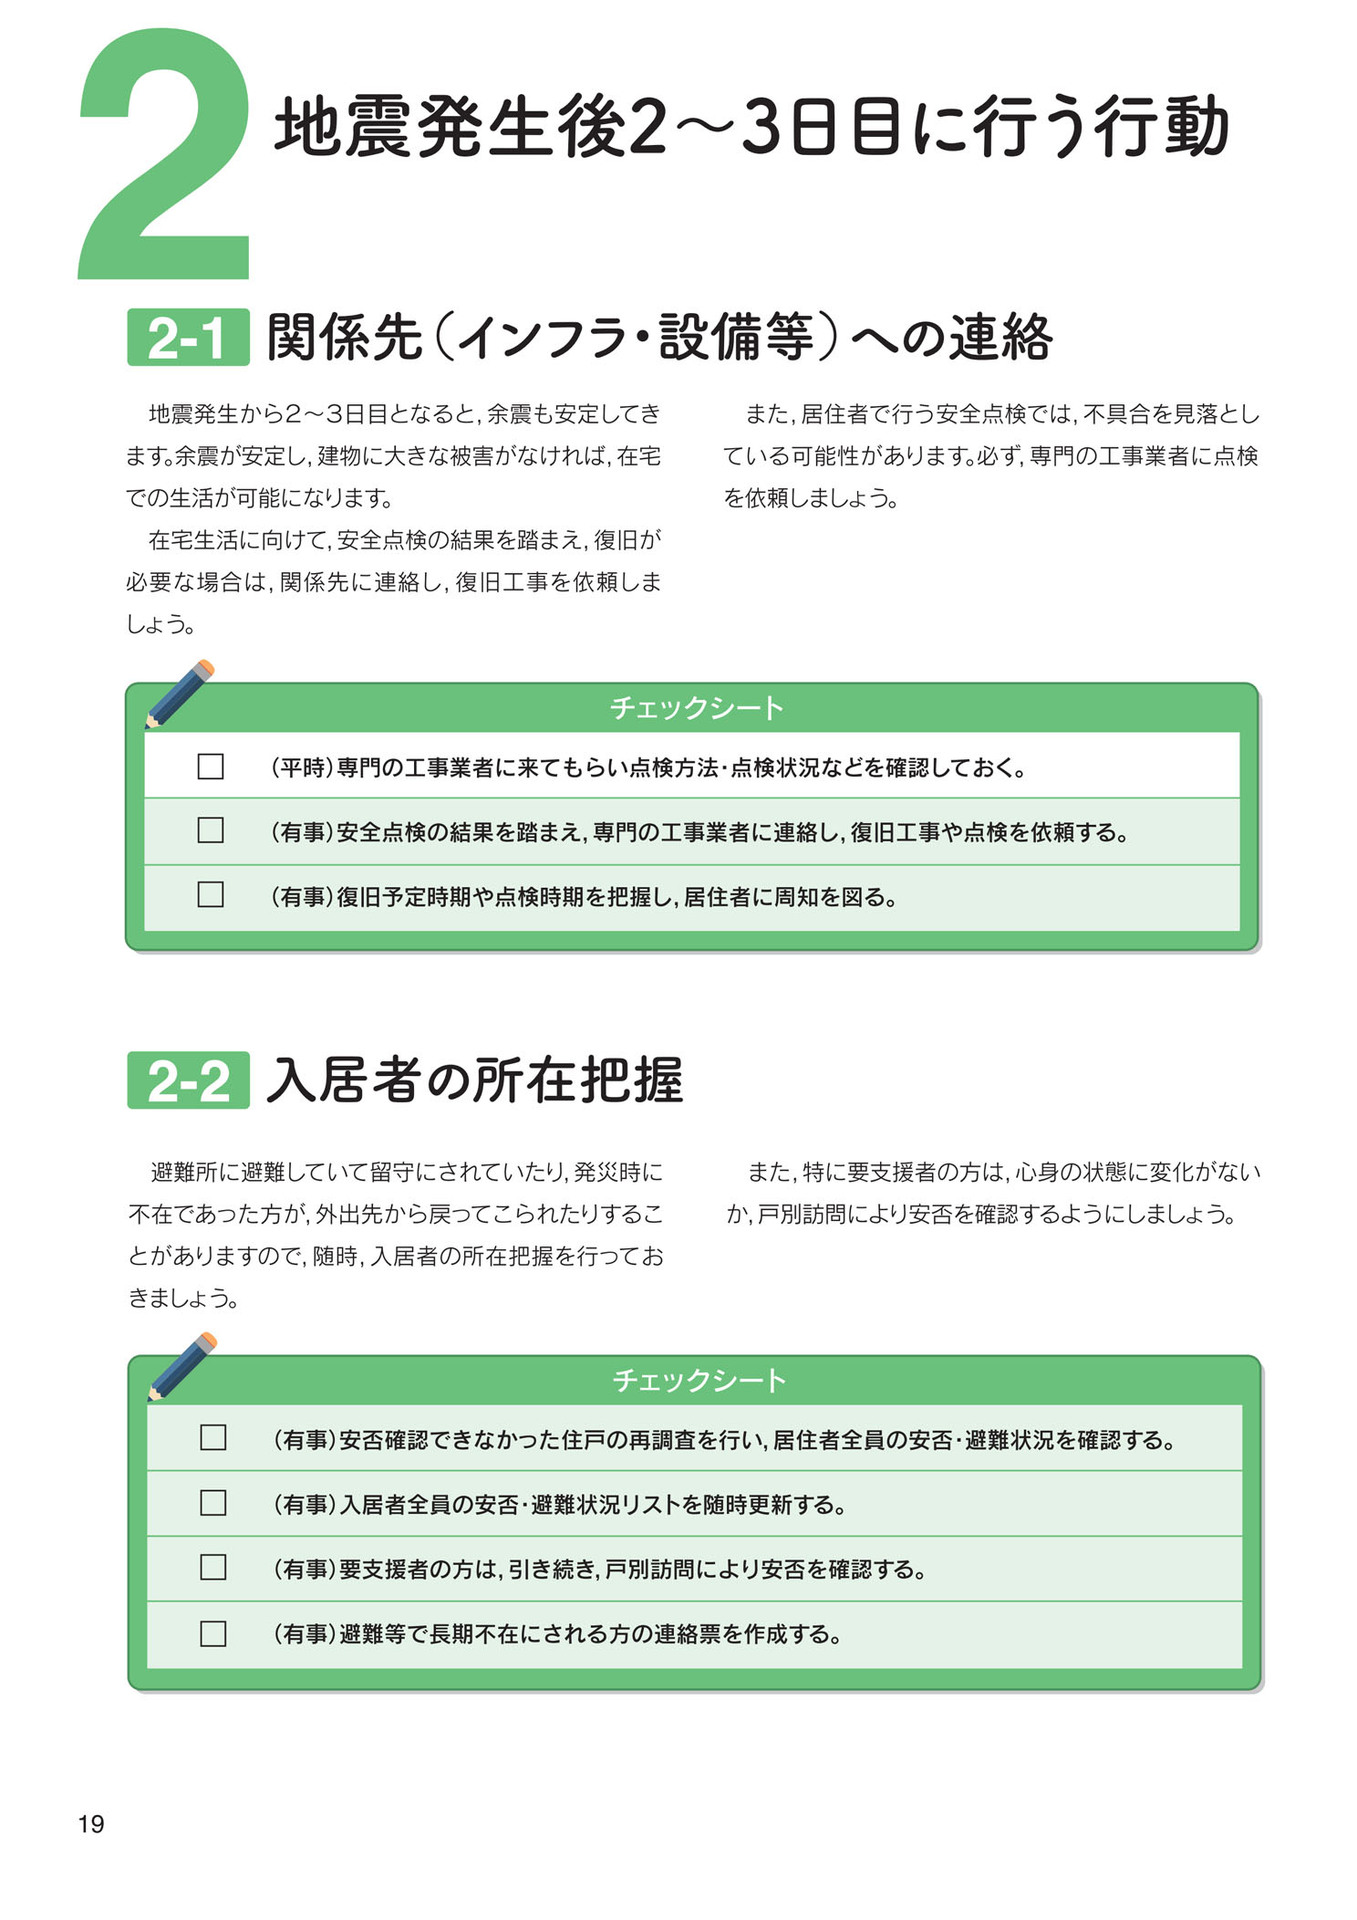 2
地震発生後2〜3日目に行う行動
2-1 関係先（インフラ・設備等）への連絡
地震発生から2〜3日目となると，余震も安定してき
ます。余震が安定し，建物に大きな被害がなければ，在宅
での生活が可能になります。
在宅生活に向けて，安全点検の結果を踏まえ，復旧が
必要な場合は，関係先に連絡し，復旧工事を依頼しま
しょう。
また，居住者で行う安全点検では，不具合を見落とし
ている可能性があります。必ず，専門の工事業者に点検
を依頼しましょう。
チェックシート
□ （平時）専門の工事業者に来てもらい点検方法・点検状況などを確認しておく。
□ （有事）安全点検の結果を踏まえ，専門の工事業者に連絡し，復旧工事や点検を依頼する。
□ （有事）復旧予定時期や点検時期を把握し，居住者に周知を図る。
2-2 入居者の所在把握
避難所に避難していて留守にされていたり，発災時に
不在であった方が，外出先から戻ってこられたりするこ
とがありますので，随時，入居者の所在把握を行ってお
きましょう。
また，特に要支援者の方は，心身の状態に変化がない
か，戸別訪問により安否を確認するようにしましょう。
チェックシート
□ （有事）安否確認できなかった住戸の再調査を行い，居住者全員の安否・避難状況を確認する。
□ （有事）入居者全員の安否・避難状況リストを随時更新する。
□ （有事）要支援者の方は，引き続き，戸別訪問により安否を確認する。
□ （有事）避難等で長期不在にされる方の連絡票を作成する。
19